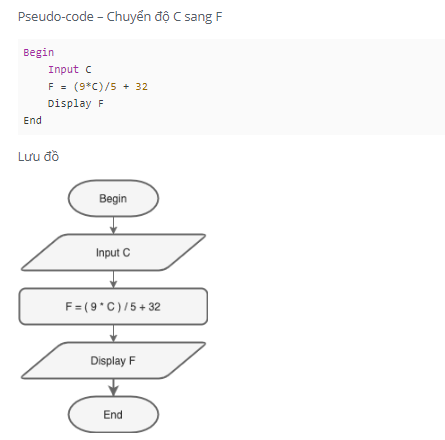 Pseudo-code – Chuyển độ C sang F
Begin
Input C
F = (9*C)/5 + 32
Display F
End
Lưu đồ
Begin
Input C
F = ( 9 * C ) / 5 + 32
Display F
End